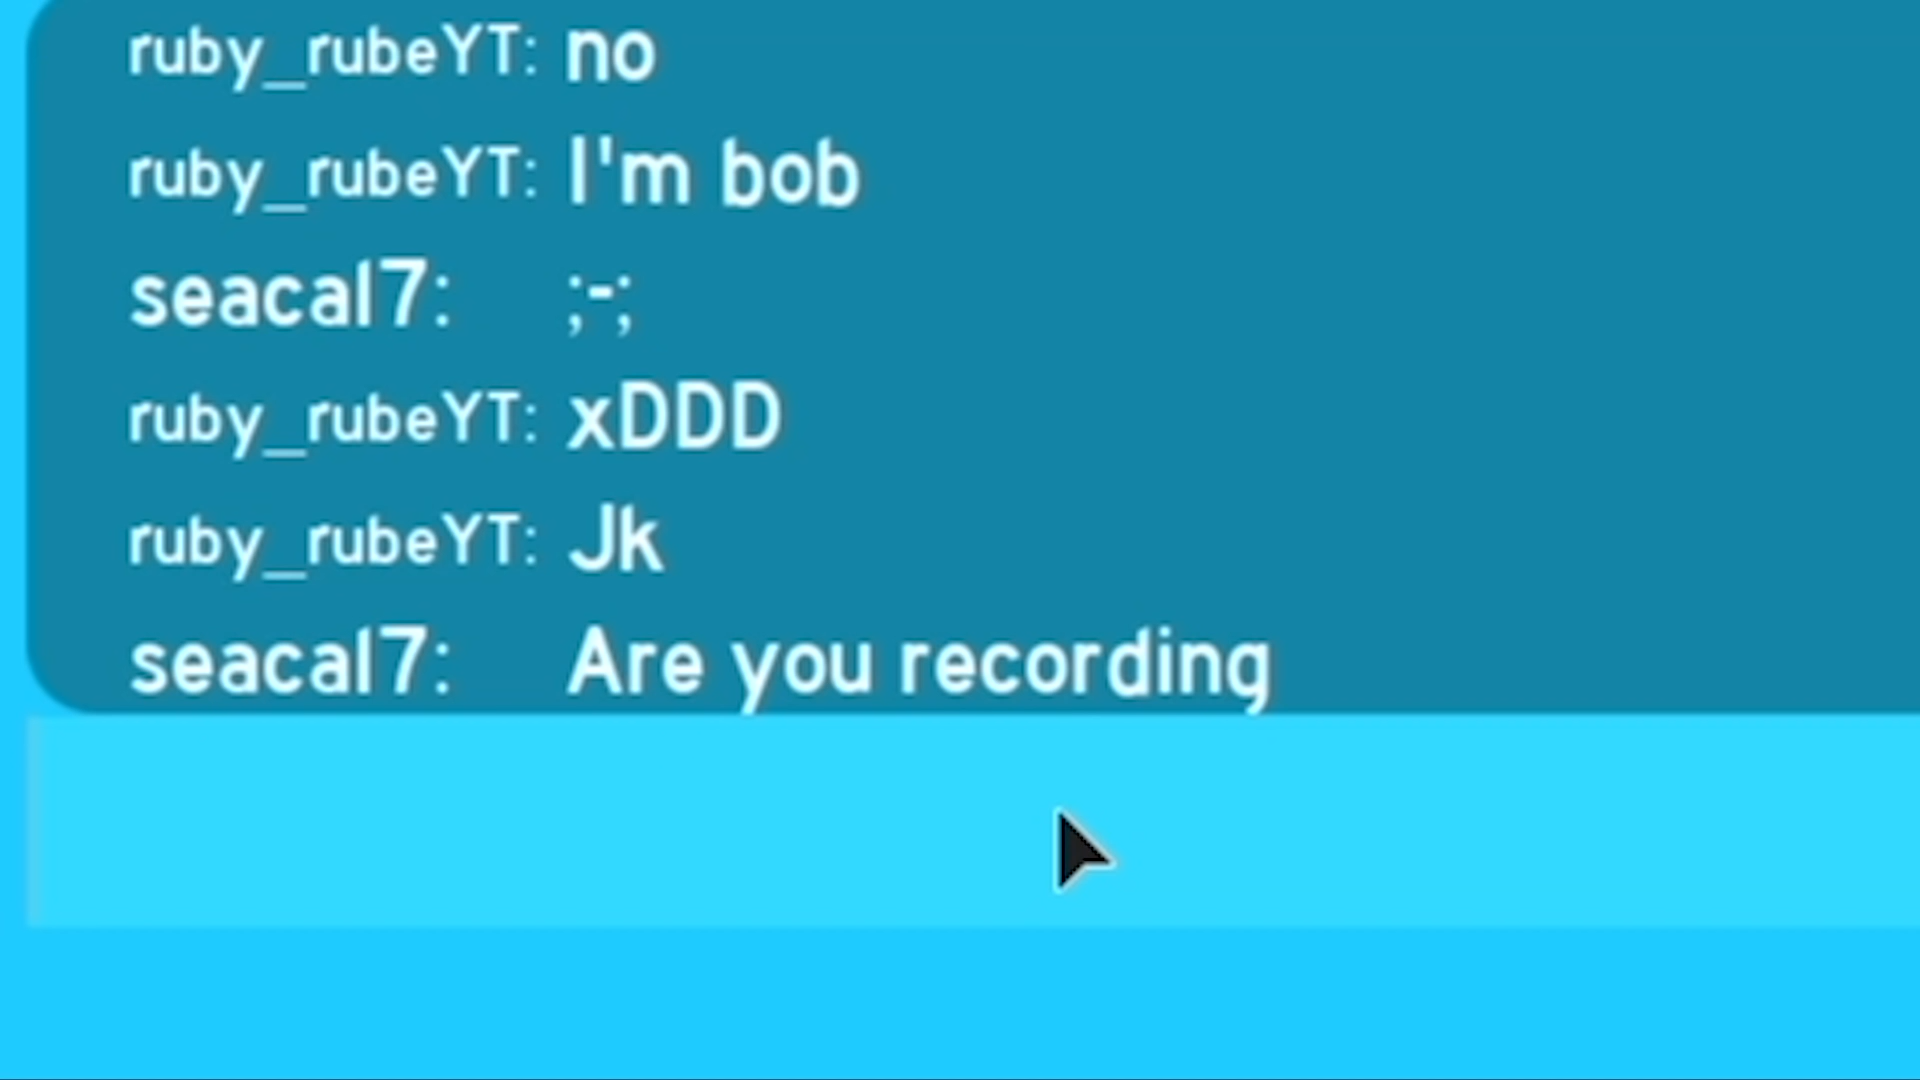 ruby_rubeYT: no
ruby_rubeYT: I'm bob
seacal7: ;-;
ruby_rubeYT: xDDD
ruby_rubeYT: Jk
seacal7: Are you recording